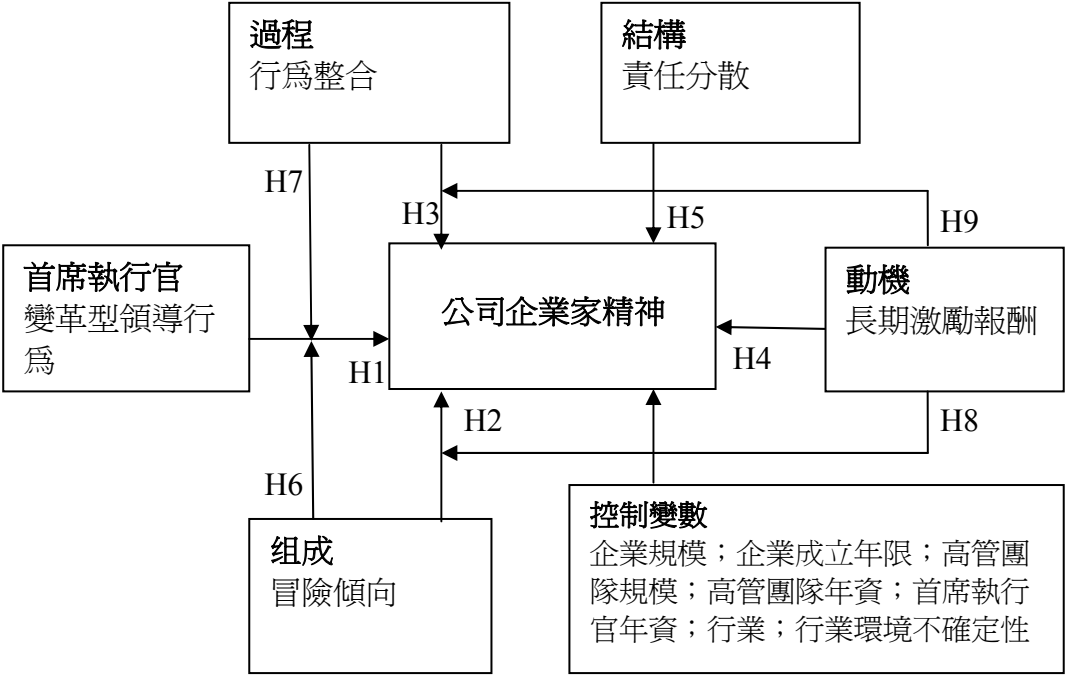 過程
行爲整合
結構
責任分散
H7
H3
H5
H9
首席執行官
變革型領導行
爲
公司企業家精神
動機
長期激勵報酬
H1
H4
H2
H8
H6
组成
冒險傾向
控制變數
企業規模；企業成立年限；高管團
隊規模；高管團隊年資；首席執行
官年資；行業；行業環境不確定性